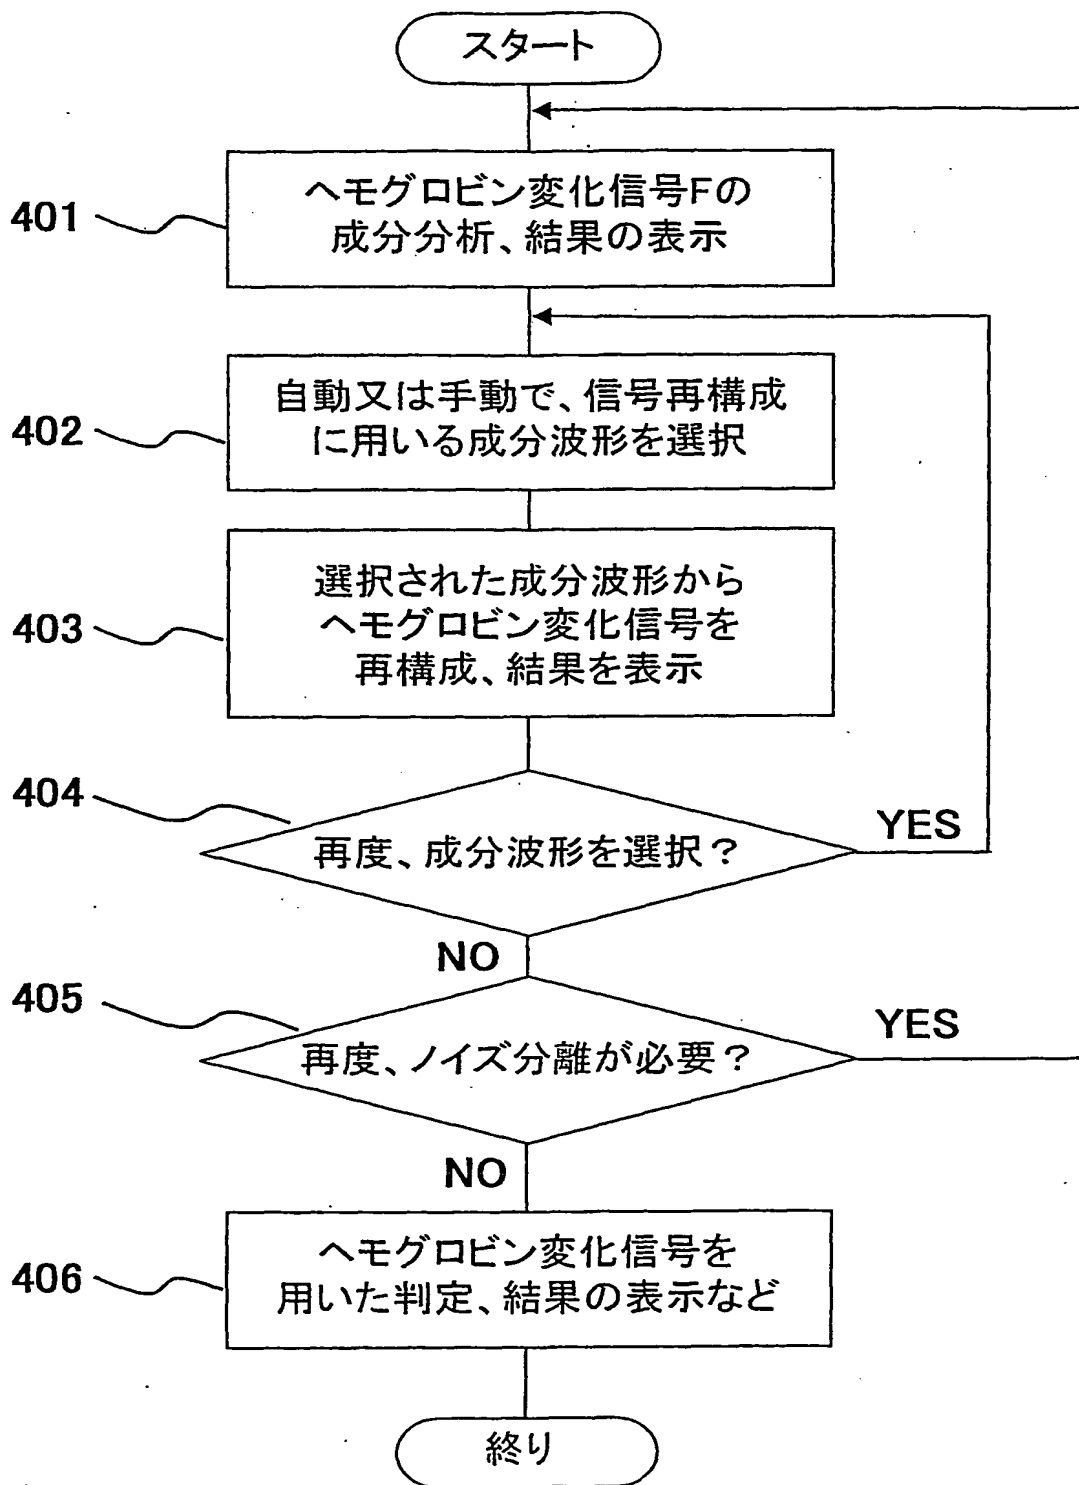 スタート
401
ヘモグロビン変化信号Fの
成分分析、結果の表示
402
自動又は手動で、信号再構成
に用いる成分波形を選択
403
選択された成分波形から
ヘモグロビン変化信号を
再構成、結果を表示
404
再度、成分波形を選択？
YES
NO
405
再度、ノイズ分離が必要？
YES
NO
406
ヘモグロビン変化信号を
用いた判定、結果の表示など
終り